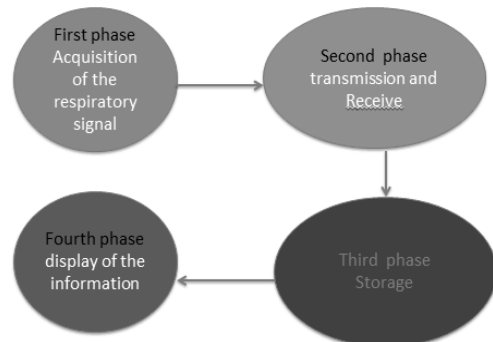 First phase
Acquisition
of the
respiratory
signal
Second phase
transmission and
Receive
Third phase
Storage
Fourth phase
display of the
information